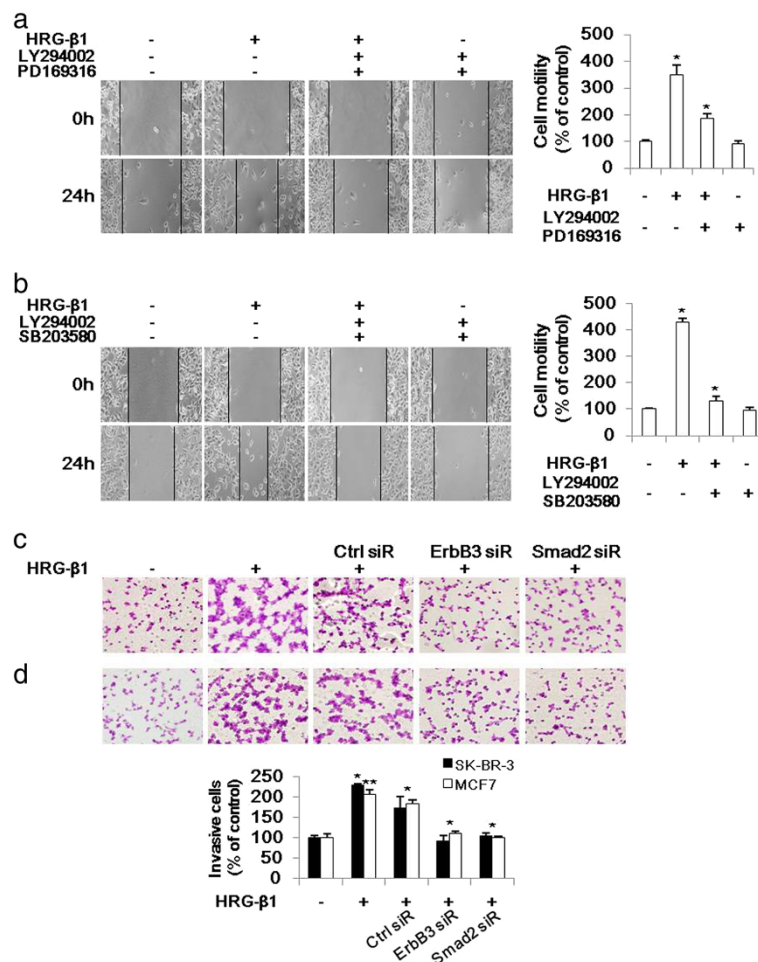 a
HRG-β1 - + + -
LY294002 - - + +
PD169316 - - + +
0h
24h
Cell motility
(% of control)
500
400
300
200
100
0
* *
HRG-β1 - + + -
LY294002
PD169316 - - + +
b
HRG-β1 - + + -
LY294002 - - + +
SB203580 - - + +
0h
24h
Cell motility
(% of control)
500
400
300
200
100
0
* *
HRG-β1 - + + -
LY294002
SB203580 - - + +
c
Ctrl siR ErbB3 siR Smad2 siR
HRG-β1 - + + + +
d
SK-BR-3
MCF7
Invasive cells
(% of control)
250
200
150
100
50
0
* ** * * *
HRG-β1 - + + + +
Ctrl siR
ErbB3 siR
Smad2 siR